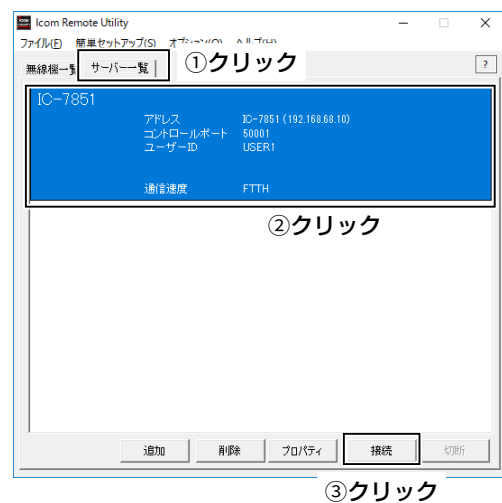 Icom Remote Utility
ファイル(F) 簡単セットアップ(S) オプション(O) ヘルプ(H)
無線機一覧 サーバー一覧 ①クリック ?
IC-7851
アドレス IC-7851 (192.168.68.10)
コントロールポート 50001
ユーザーID USER1
通信速度 FTTH
②クリック
追加 削除 プロパティ 接続 切断
③クリック